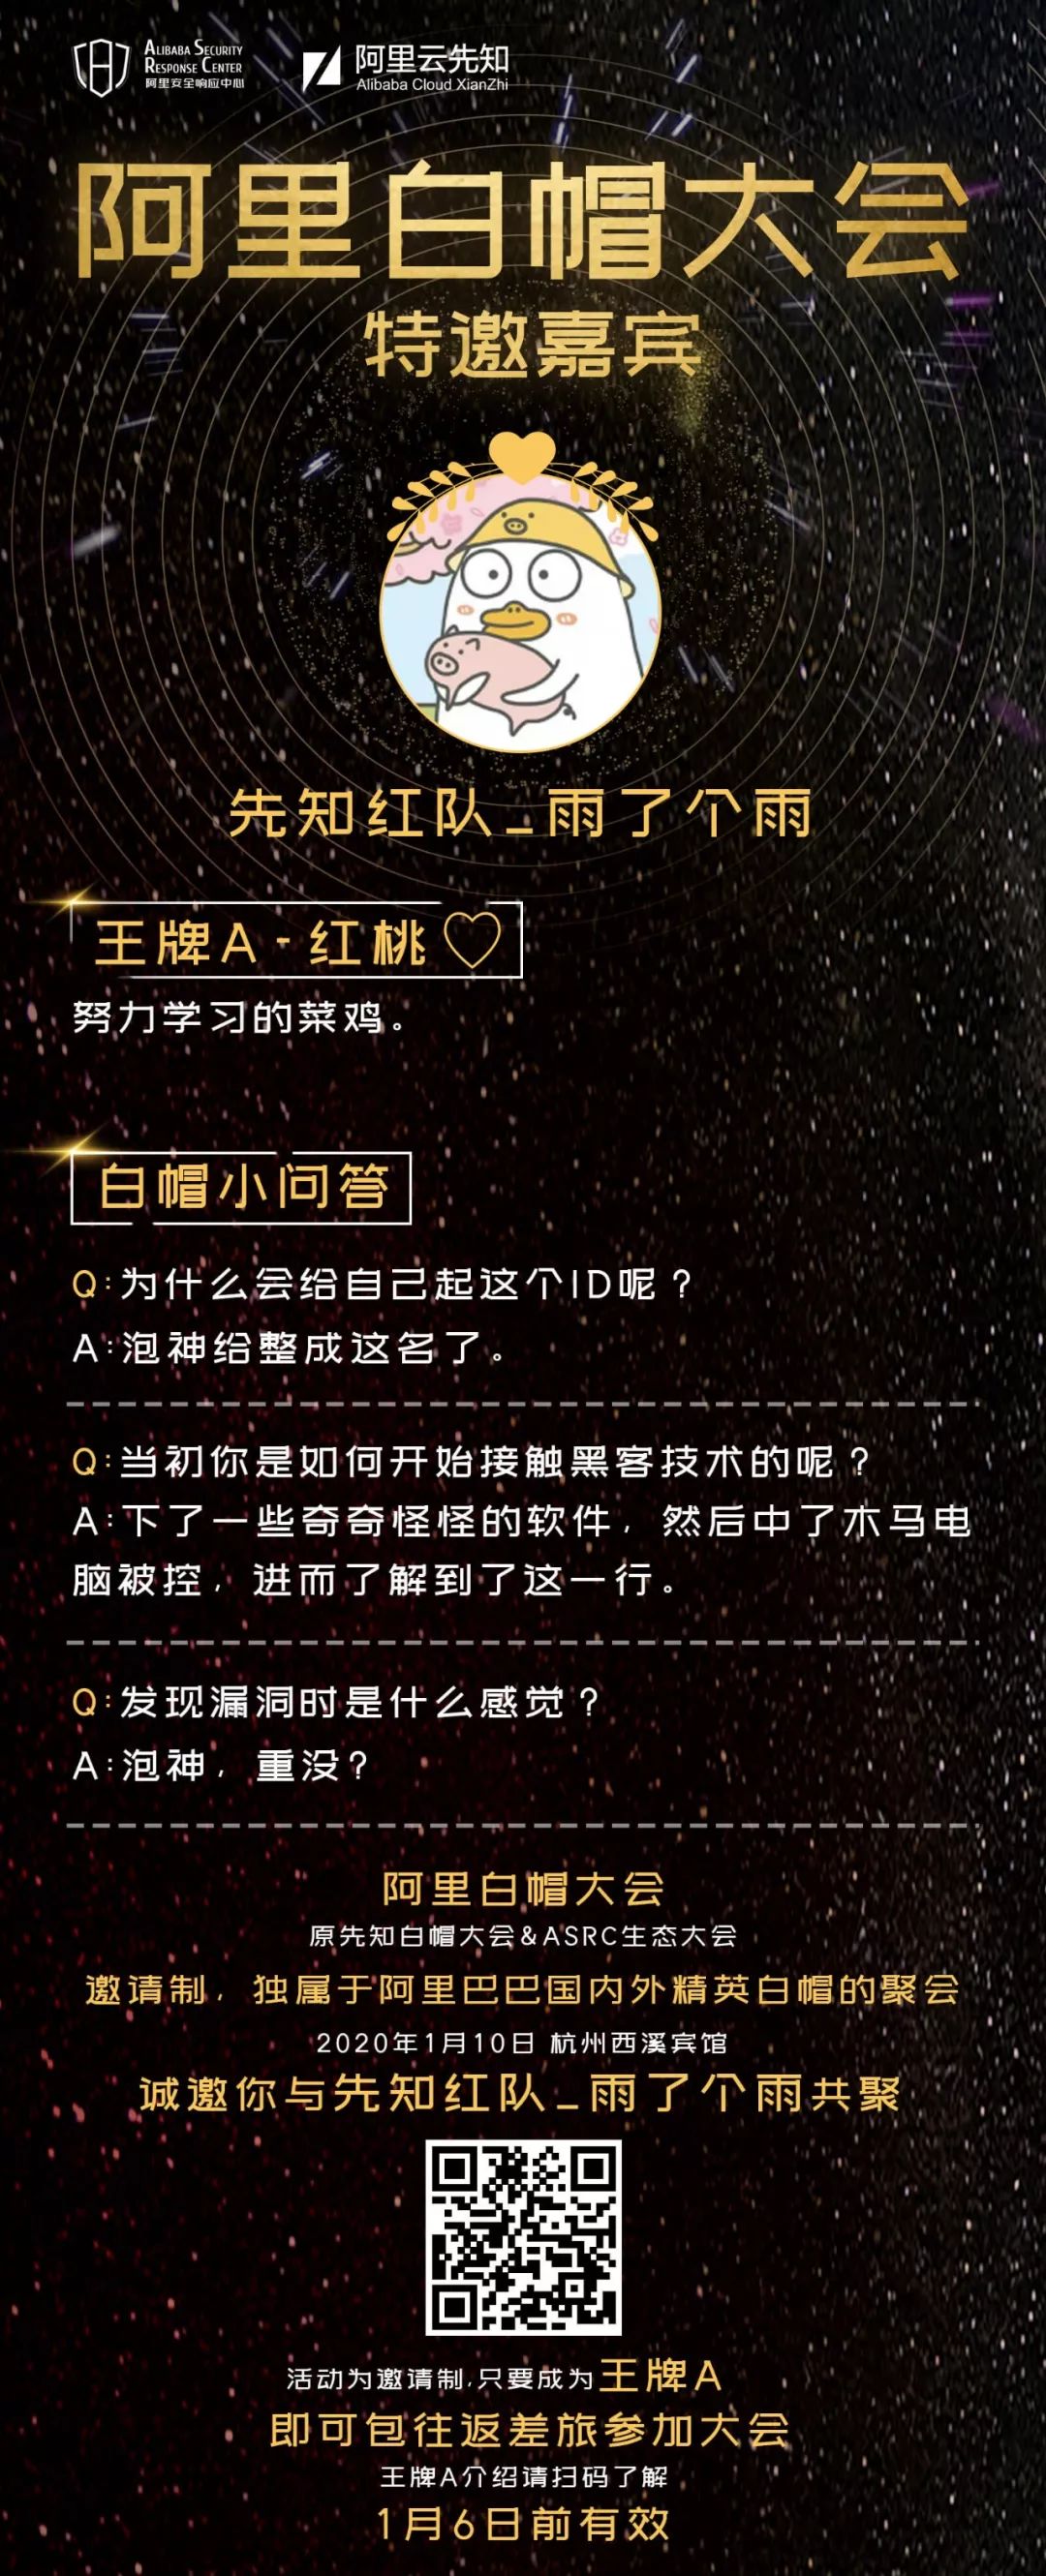 ALIBABA SECURITY
RESPONSE CENTER
阿里安全响应中心
阿里云先知
Alibaba Cloud XianZhi
阿里白帽大会
特邀嘉宾
先知红队_雨了个雨
王牌A-红桃
努力学习的菜鸡。
白帽小问答
Q:为什么会给自己起这个ID呢?
A:泡神给整成这名了。
Q:当初你是如何开始接触黑客技术的呢?
A:下了一些奇奇怪怪的软件，然后中了木马电
脑被控，进而了解到了这一行。
Q:发现漏洞时是什么感觉?
A:泡神，重没?
阿里白帽大会
原先知白帽大会&ASRC生态大会
邀请制，独属于阿里巴巴国内外精英白帽的聚会
2020年1月10日 杭州西溪宾馆
诚邀你与先知红队_雨了个雨共聚
活动为邀请制,只要成为王牌A
即可包往返差旅参加大会
王牌A介绍请扫码了解
1月6日前有效